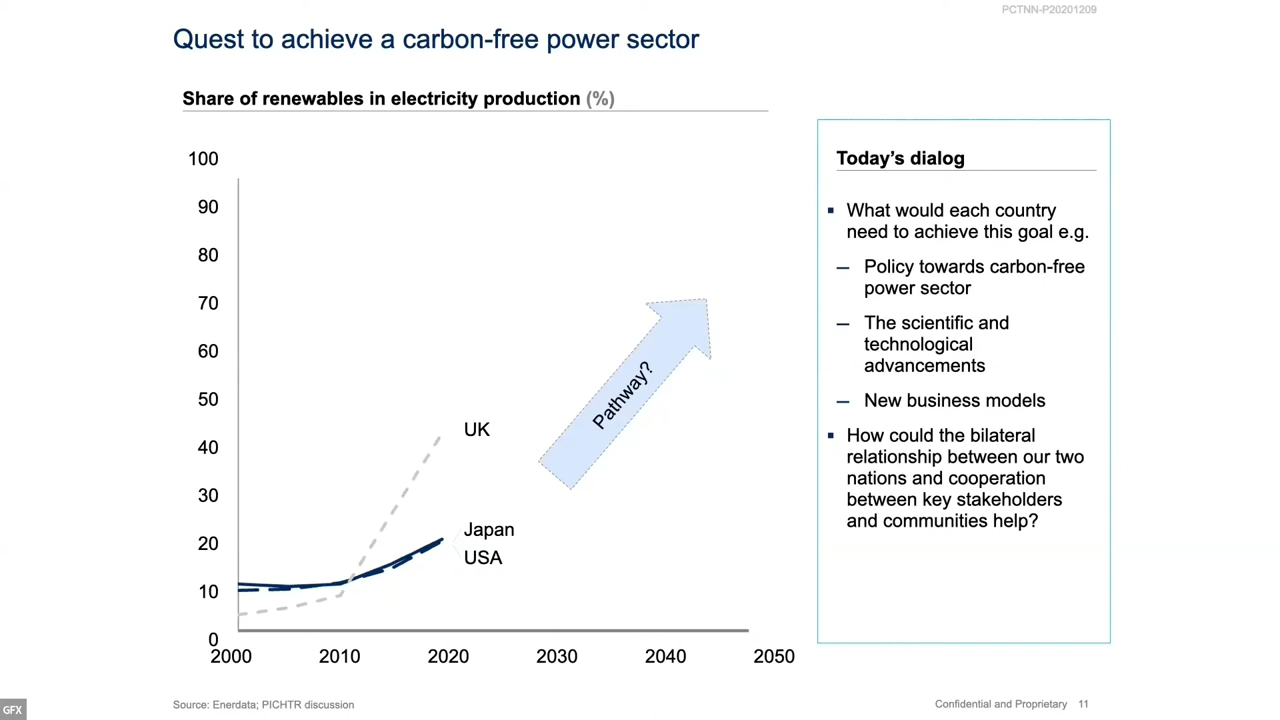 PCTNN-P20201209
Quest to achieve a carbon-free power sector
Share of renewables in electricity production (%)
100
90
80
70
60
50
40
30
20
10
0
2000
2010
2020
2030
2040
2050
UK
Japan
USA
Pathway?
Today's dialog
▪ What would each country
need to achieve this goal e.g.
– Policy towards carbon-free
power sector
– The scientific and
technological
advancements
– New business models
▪ How could the bilateral
relationship between our two
nations and cooperation
between key stakeholders
and communities help?
Source: Enerdata; PICHTR discussion
Confidential and Proprietary 11
GFX